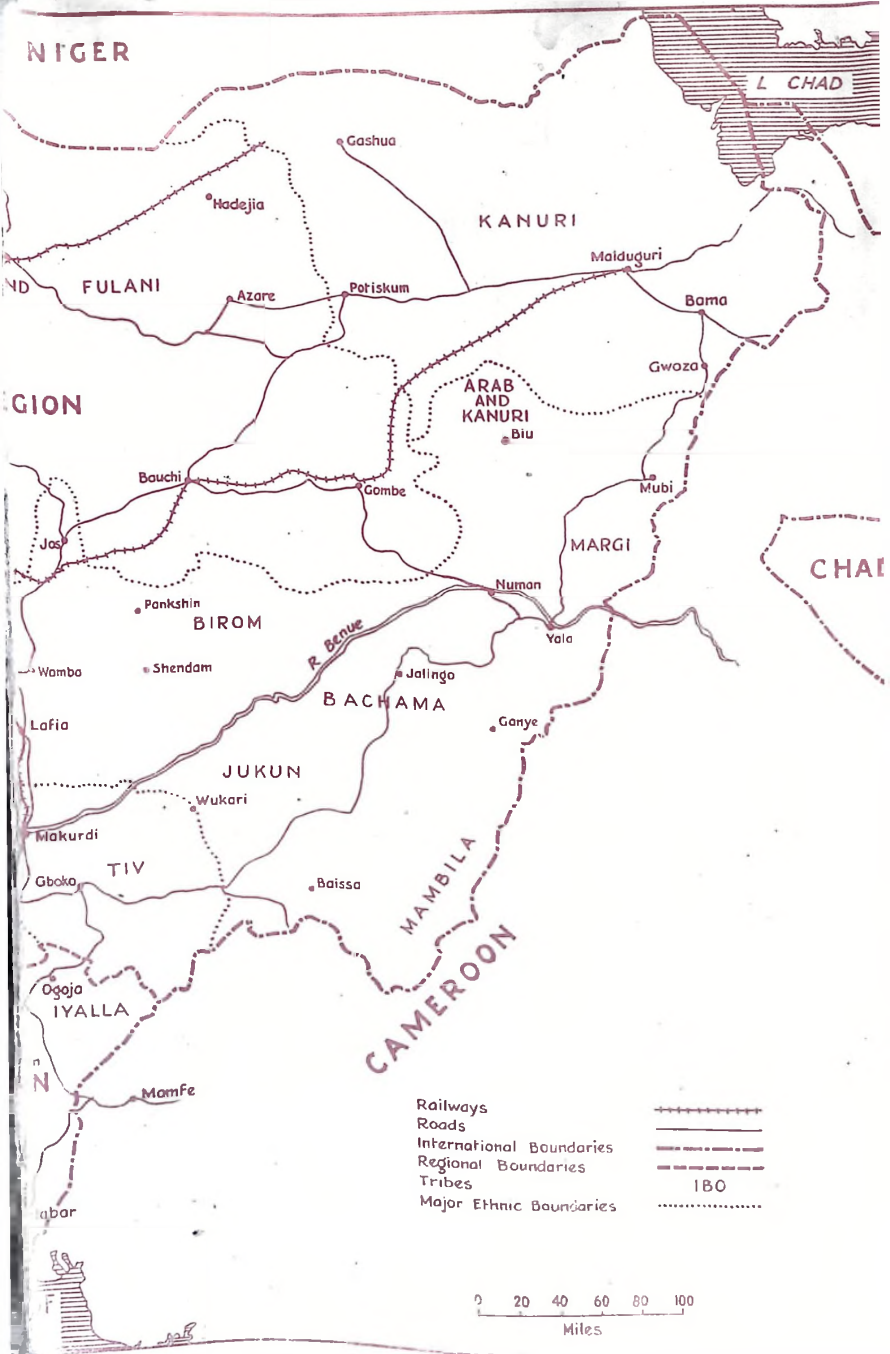 NIGER
L CHAD
Gashua
Hadejia
KANURI
Maiduguri
ND FULANI
Azare
Potiskum
Bama
Gwoza
GION
ARAB
AND
KANURI
Biu
Bauchi
Gombe
Mubi
Jos
MARGI
CHAD
Numan
Pankshin
BIROM
R Benue
Yala
Wamba
Shendam
Jalingo
BACHAMA
Lafia
Ganye
JUKUN
Wukari
Makurdi
TIV
Gboko
Baissa
MAMBILA
CAMEROON
Ogoja
IYALLA
N
Mamfe
abar
Railways
Roads
International Boundaries
Regional Boundaries
Tribes IBO
Major Ethnic Boundaries
0 20 40 60 80 100
Miles